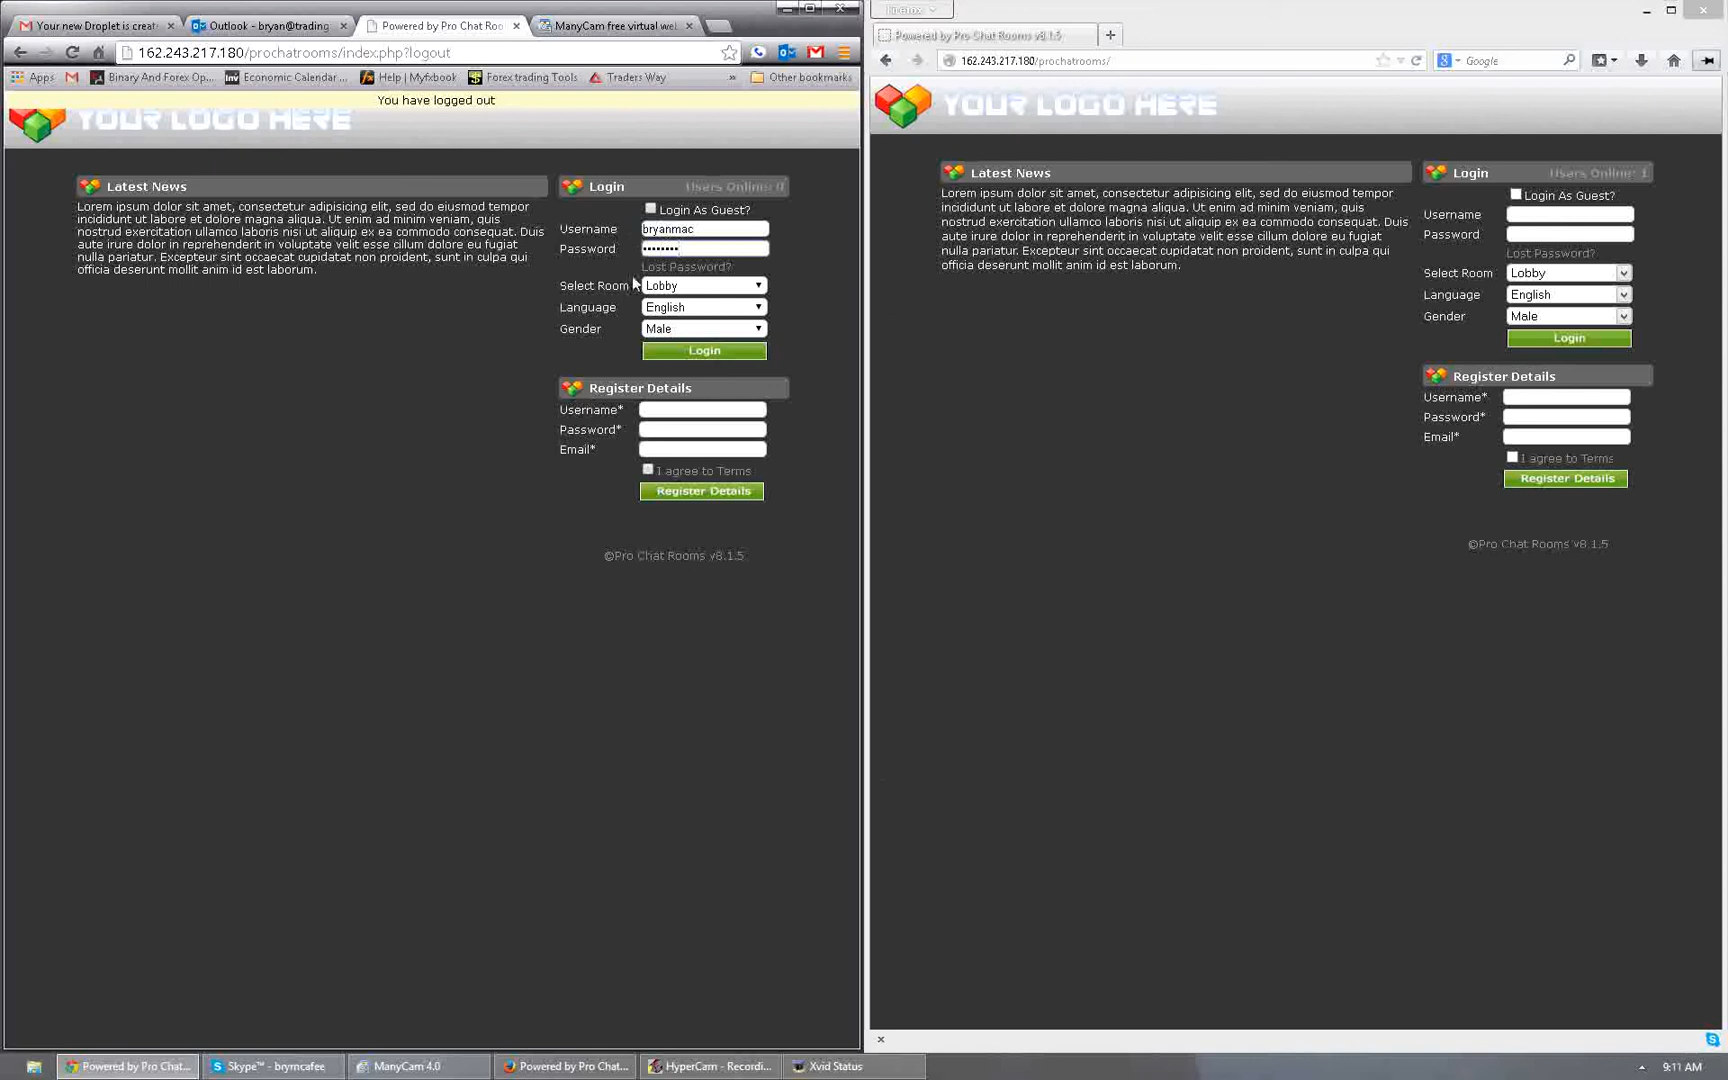 Your new Droplet is creat
Outlook - bryan@trading
Powered by Pro Chat Roo
ManyCam free virtual we
162.243.217.180/prochatrooms/index.php?logout
Apps
Binary And Forex Op...
Economic Calendar ...
Help | Myfxbook
Forex trading Tools
Traders Way
»
Other bookmarks
You have logged out
YOUR LOGO HERE
Latest News
Lorem ipsum dolor sit amet, consectetur adipisicing elit, sed do eiusmod tempor
incididunt ut labore et dolore magna aliqua. Ut enim ad minim veniam, quis
nostrud exercitation ullamco laboris nisi ut aliquip ex ea commodo consequat. Duis
aute irure dolor in reprehenderit in voluptate velit esse cillum dolore eu fugiat
nulla pariatur. Excepteur sint occaecat cupidatat non proident, sunt in culpa qui
officia deserunt mollit anim id est laborum.
Login
Users Online: 0
Login As Guest?
Username bryanmac
Password ••••••••
Lost Password?
Select Room Lobby
Language English
Gender Male
Login
Register Details
Username*
Password*
Email*
I agree to Terms
Register Details
©Pro Chat Rooms v8.1.5
Firefox
Powered by Pro Chat Rooms v8.1.5
162.243.217.180/prochatrooms/
Google
YOUR LOGO HERE
Latest News
Lorem ipsum dolor sit amet, consectetur adipisicing elit, sed do eiusmod tempor
incididunt ut labore et dolore magna aliqua. Ut enim ad minim veniam, quis
nostrud exercitation ullamco laboris nisi ut aliquip ex ea commodo consequat. Duis
aute irure dolor in reprehenderit in voluptate velit esse cillum dolore eu fugiat
nulla pariatur. Excepteur sint occaecat cupidatat non proident, sunt in culpa qui
officia deserunt mollit anim id est laborum.
Login
Users Online: 1
Login As Guest?
Username
Password
Lost Password?
Select Room Lobby
Language English
Gender Male
Login
Register Details
Username*
Password*
Email*
I agree to Terms
Register Details
©Pro Chat Rooms v8.1.5
Powered by Pro Chat...
Skype™ - brymcafee
ManyCam 4.0
Powered by Pro Chat...
HyperCam - Recordi...
Xvid Status
9:11 AM